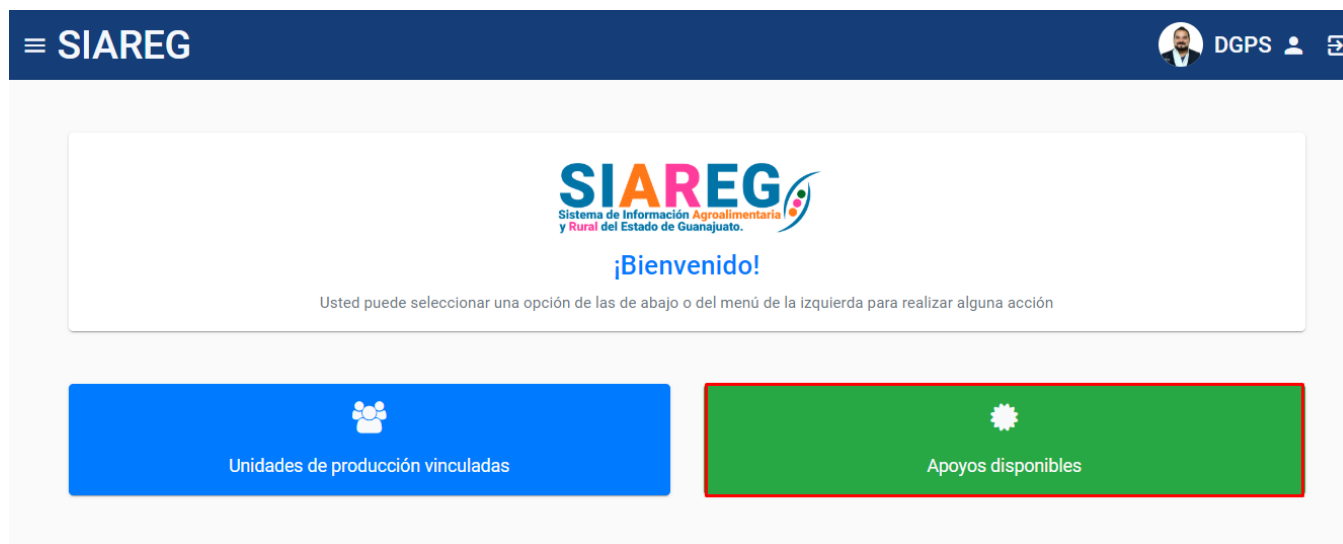 SIAREG
DGPS
SIAREG
Sistema de Información Agroalimentaria
y Rural del Estado de Guanajuato.
¡Bienvenido!
Usted puede seleccionar una opción de las de abajo o del menú de la izquierda para realizar alguna acción
Unidades de producción vinculadas
Apoyos disponibles